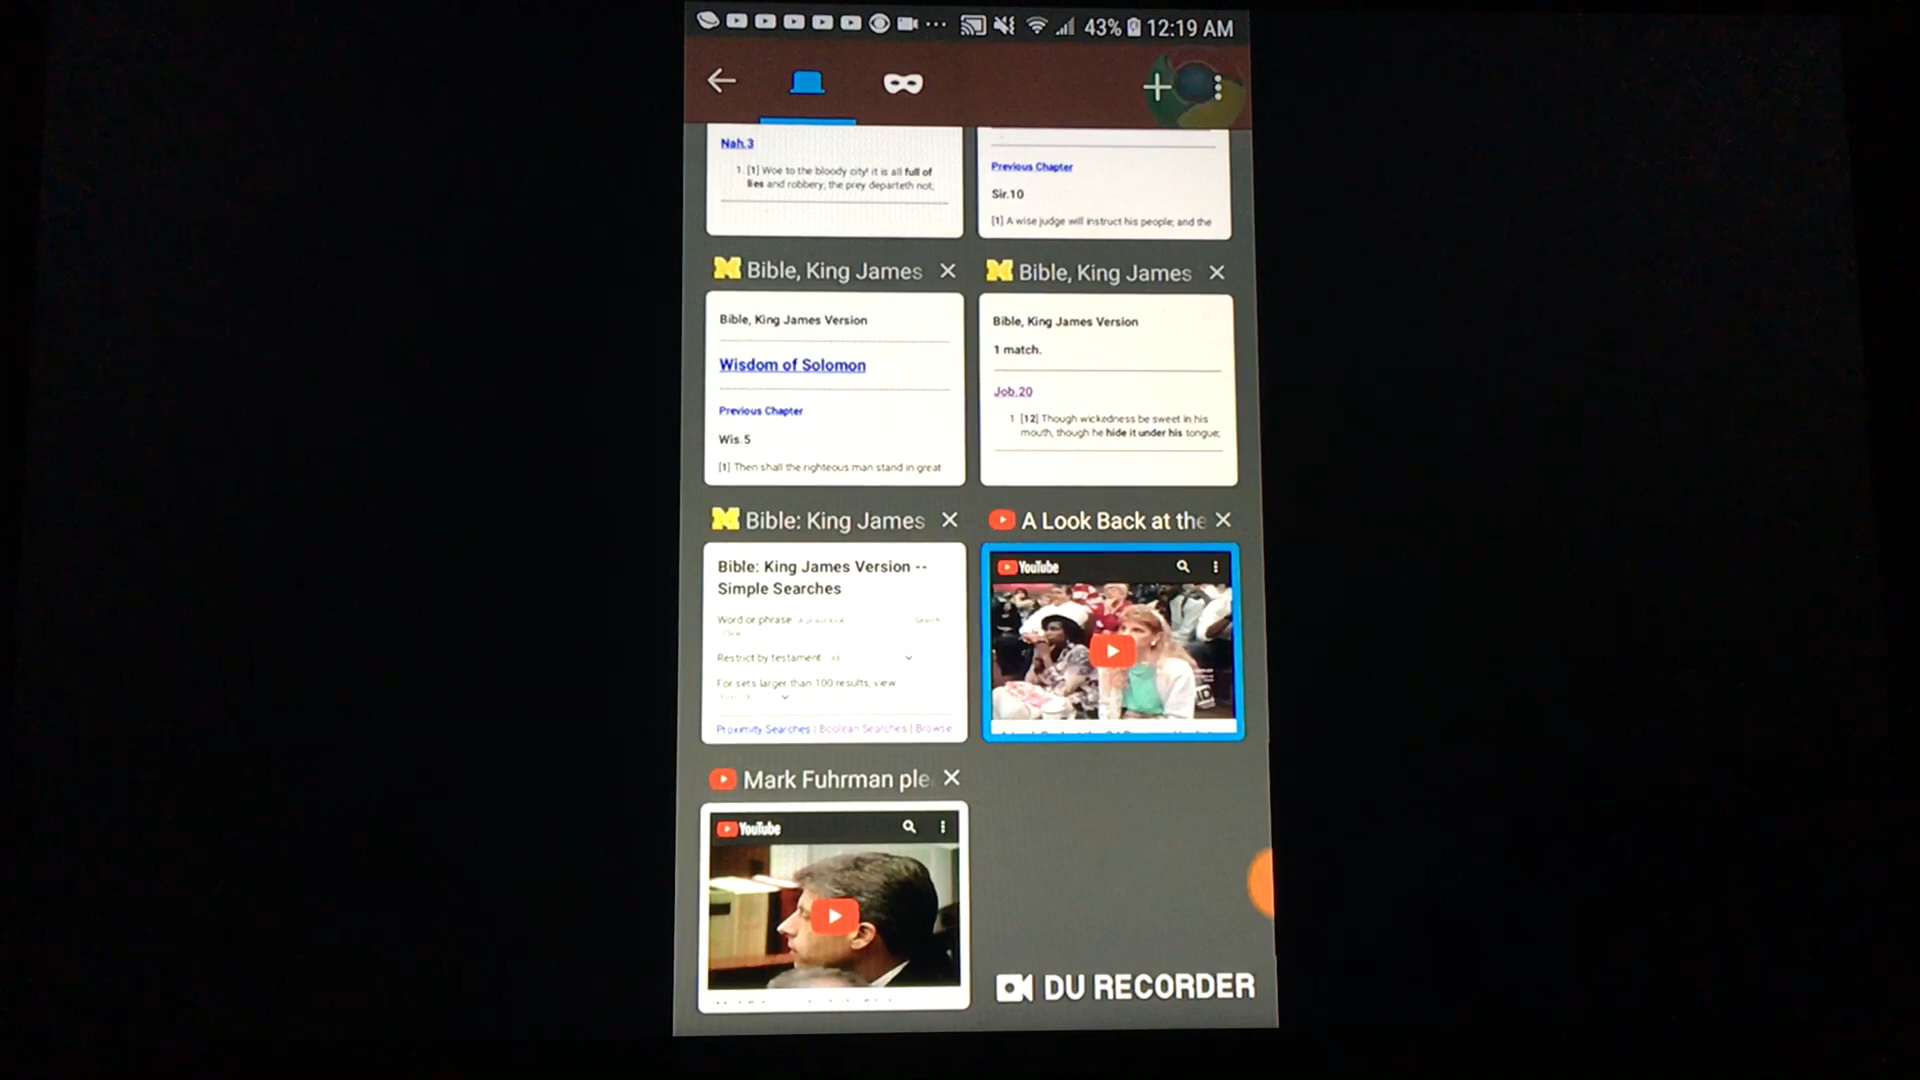 43% 12:19 AM
Nah.3
1. [1] Woe to the bloody city! it is all full of
lies and robbery; the prey departeth not;
Previous Chapter
Sir.10
[1] A wise judge will instruct his people; and the
Bible, King James
Bible, King James Version
Wisdom of Solomon
Previous Chapter
Wis.5
[1] Then shall the righteous man stand in great
Bible, King James
Bible, King James Version
1 match.
Job.20
1 [12] Though wickedness be sweet in his
mouth, though he hide it under his tongue;
Bible: King James
Bible: King James Version --
Simple Searches
Word or phrase:
Search
Restrict by testament
For sets larger than 100 results, view
Proximity Searches | Boolean Searches | Browse
A Look Back at the
YouTube
Mark Fuhrman ple
YouTube
DU RECORDER